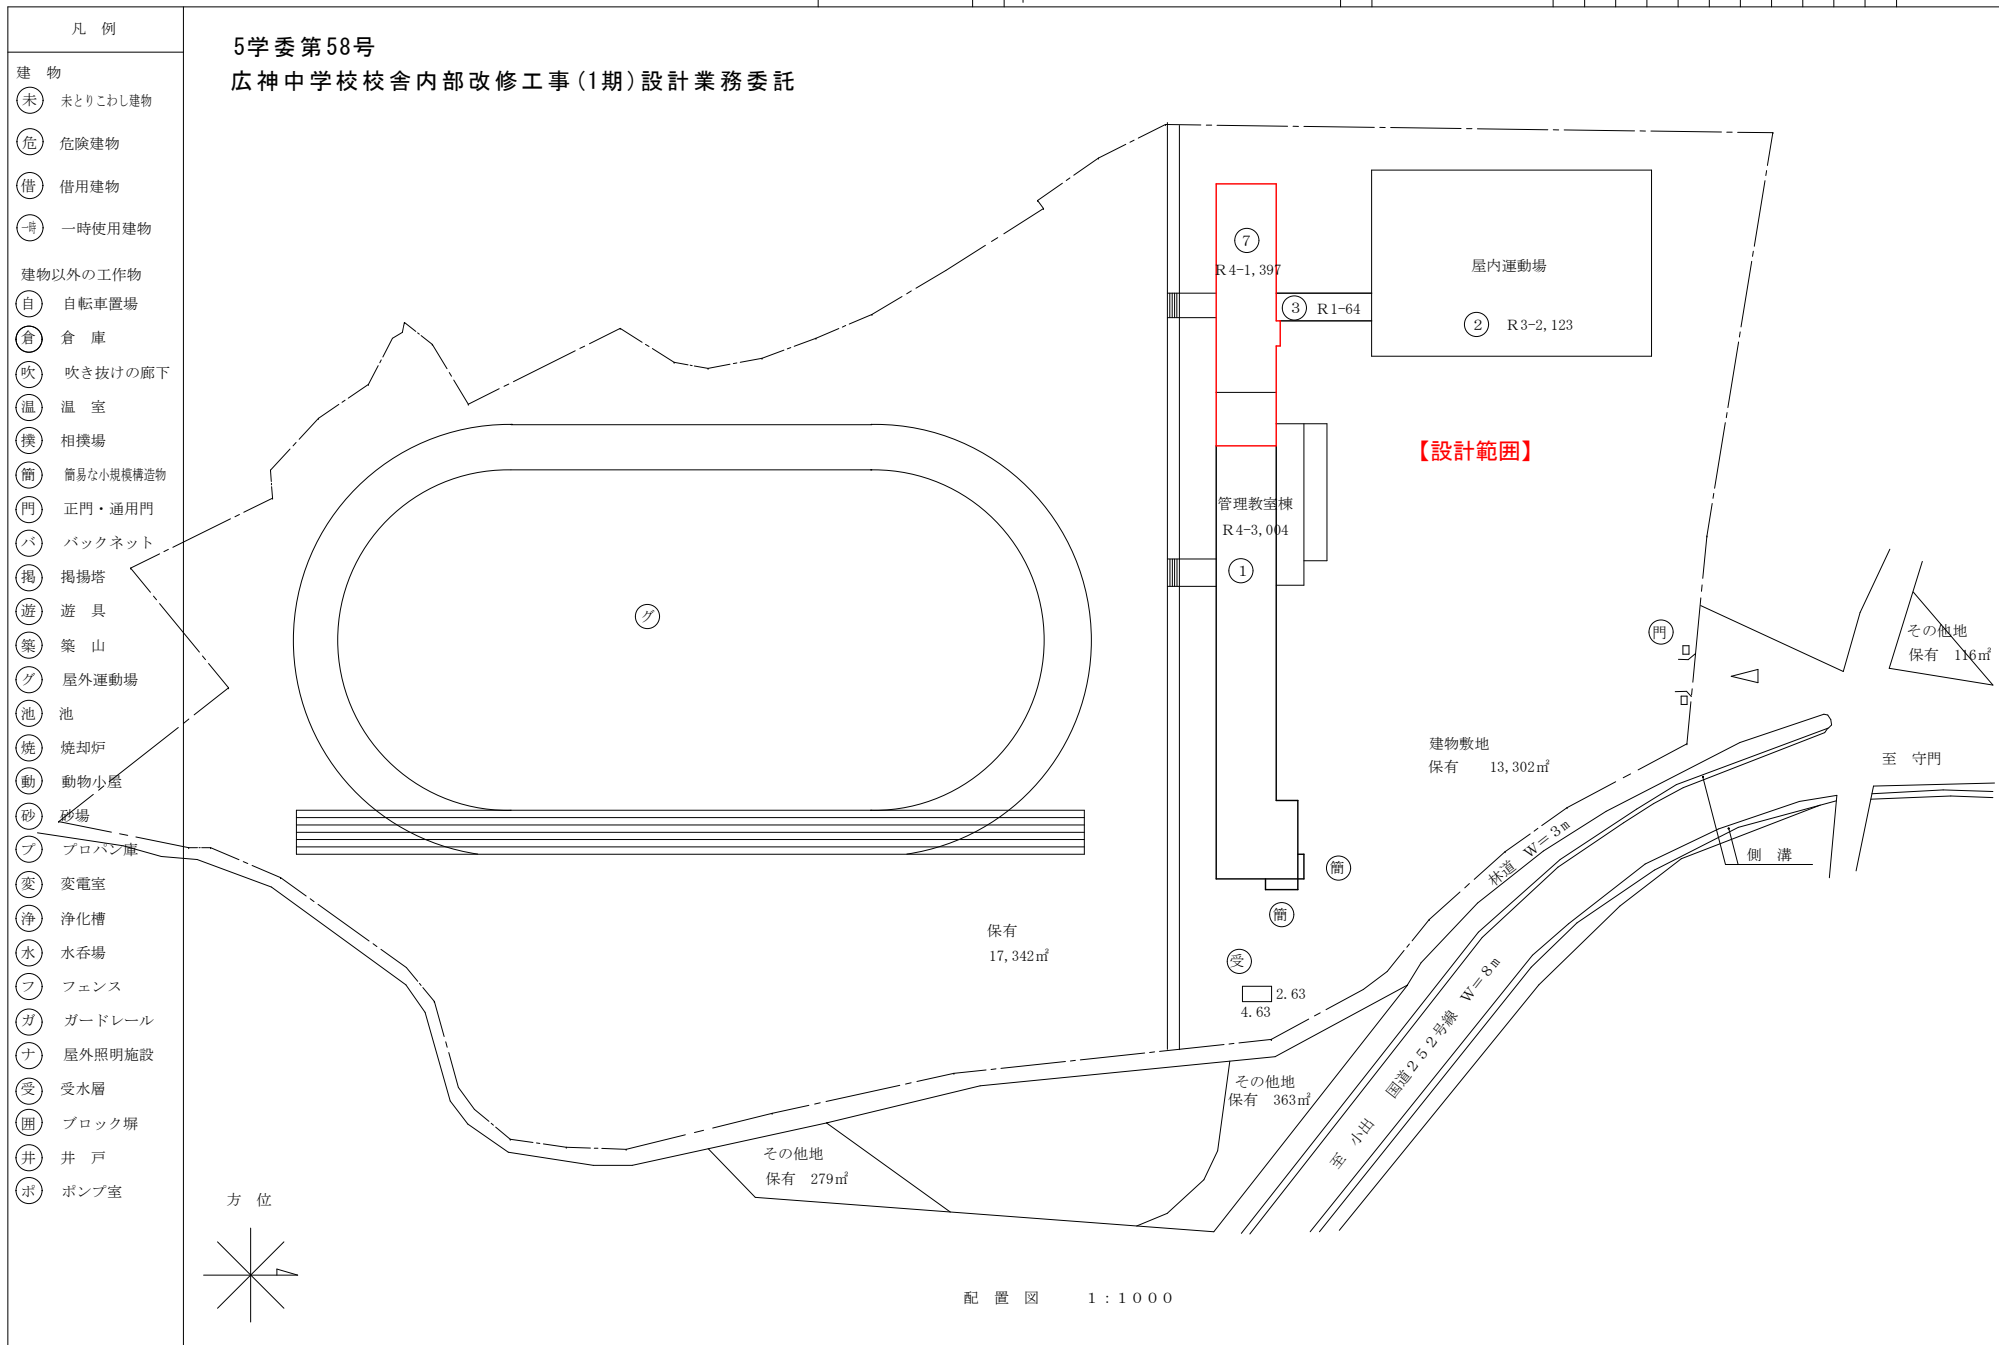 凡 例
建 物
未 未とりこわし建物
危 危険建物
借 借用建物
一時 一時使用建物
建物以外の工作物
自 自転車置場
倉 倉 庫
吹 吹き抜けの廊下
温 温 室
撲 相撲場
簡 簡易な小規模構造物
門 正門・通用門
バ バックネット
掲 掲揚塔
遊 遊 具
築 築 山
グ 屋外運動場
池 池
焼 焼却炉
動 動物小屋
砂 砂場
プ プロパン庫
変 変電室
浄 浄化槽
水 水呑場
フ フェンス
ガ ガードレール
ナ 屋外照明施設
受 受水層
囲 ブロック塀
井 井 戸
ポ ポンプ室
5学委第58号
広神中学校校舎内部改修工事(1期)設計業務委託
7
R4-1,397
3 R1-64
屋内運動場
2 R3-2,123
【設計範囲】
管理教室棟
R4-3,004
1
グ
門
その他地
保有 116㎡
建物敷地
保有 13,302㎡
至 守門
側 溝
林道 W=3m
簡
簡
保有
17,342㎡
受
2.63
4.63
国道252号線 W=8m
至 小出
その他地
保有 363㎡
その他地
保有 279㎡
方 位
配 置 図 1:1000